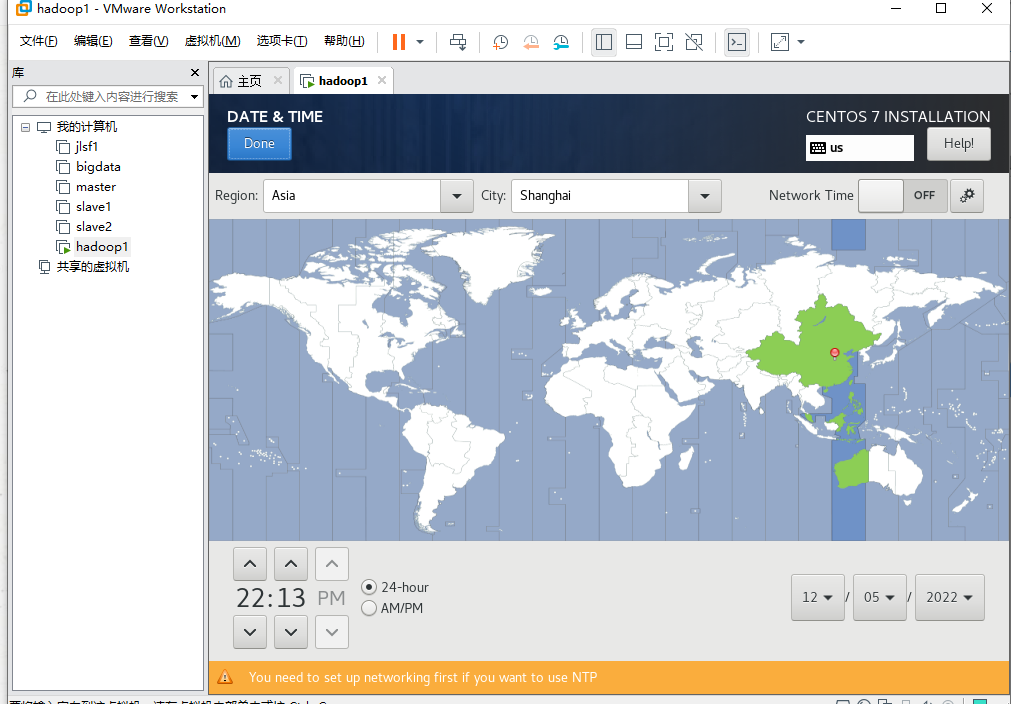 hadoop1 - VMware Workstation
文件(F) 编辑(E) 查看(V) 虚拟机(M) 选项卡(T) 帮助(H)
库
主页 hadoop1
在此处键入内容进行搜索
我的计算机
jlsf1
bigdata
master
slave1
slave2
hadoop1
共享的虚拟机
DATE & TIME
CENTOS 7 INSTALLATION
Done
us
Help!
Region: Asia City: Shanghai Network Time OFF
22:13 PM
24-hour
AM/PM
12 / 05 / 2022
You need to set up networking first if you want to use NTP